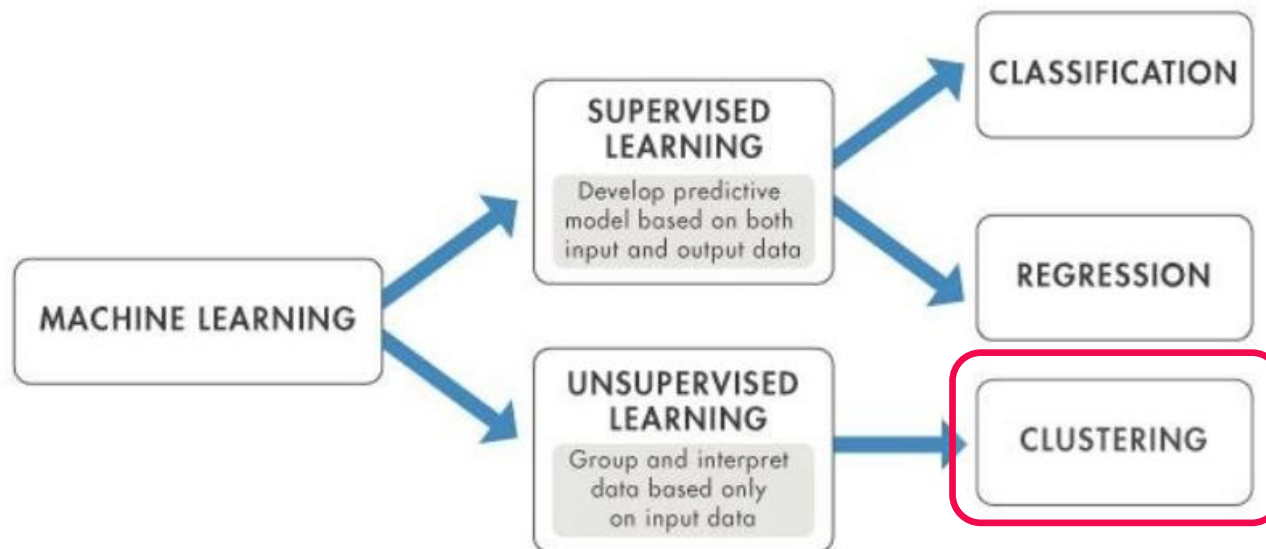 MACHINE LEARNING
SUPERVISED
LEARNING
Develop predictive
model based on both
input and output data
UNSUPERVISED
LEARNING
Group and interpret
data based only
on input data
CLASSIFICATION
REGRESSION
CLUSTERING